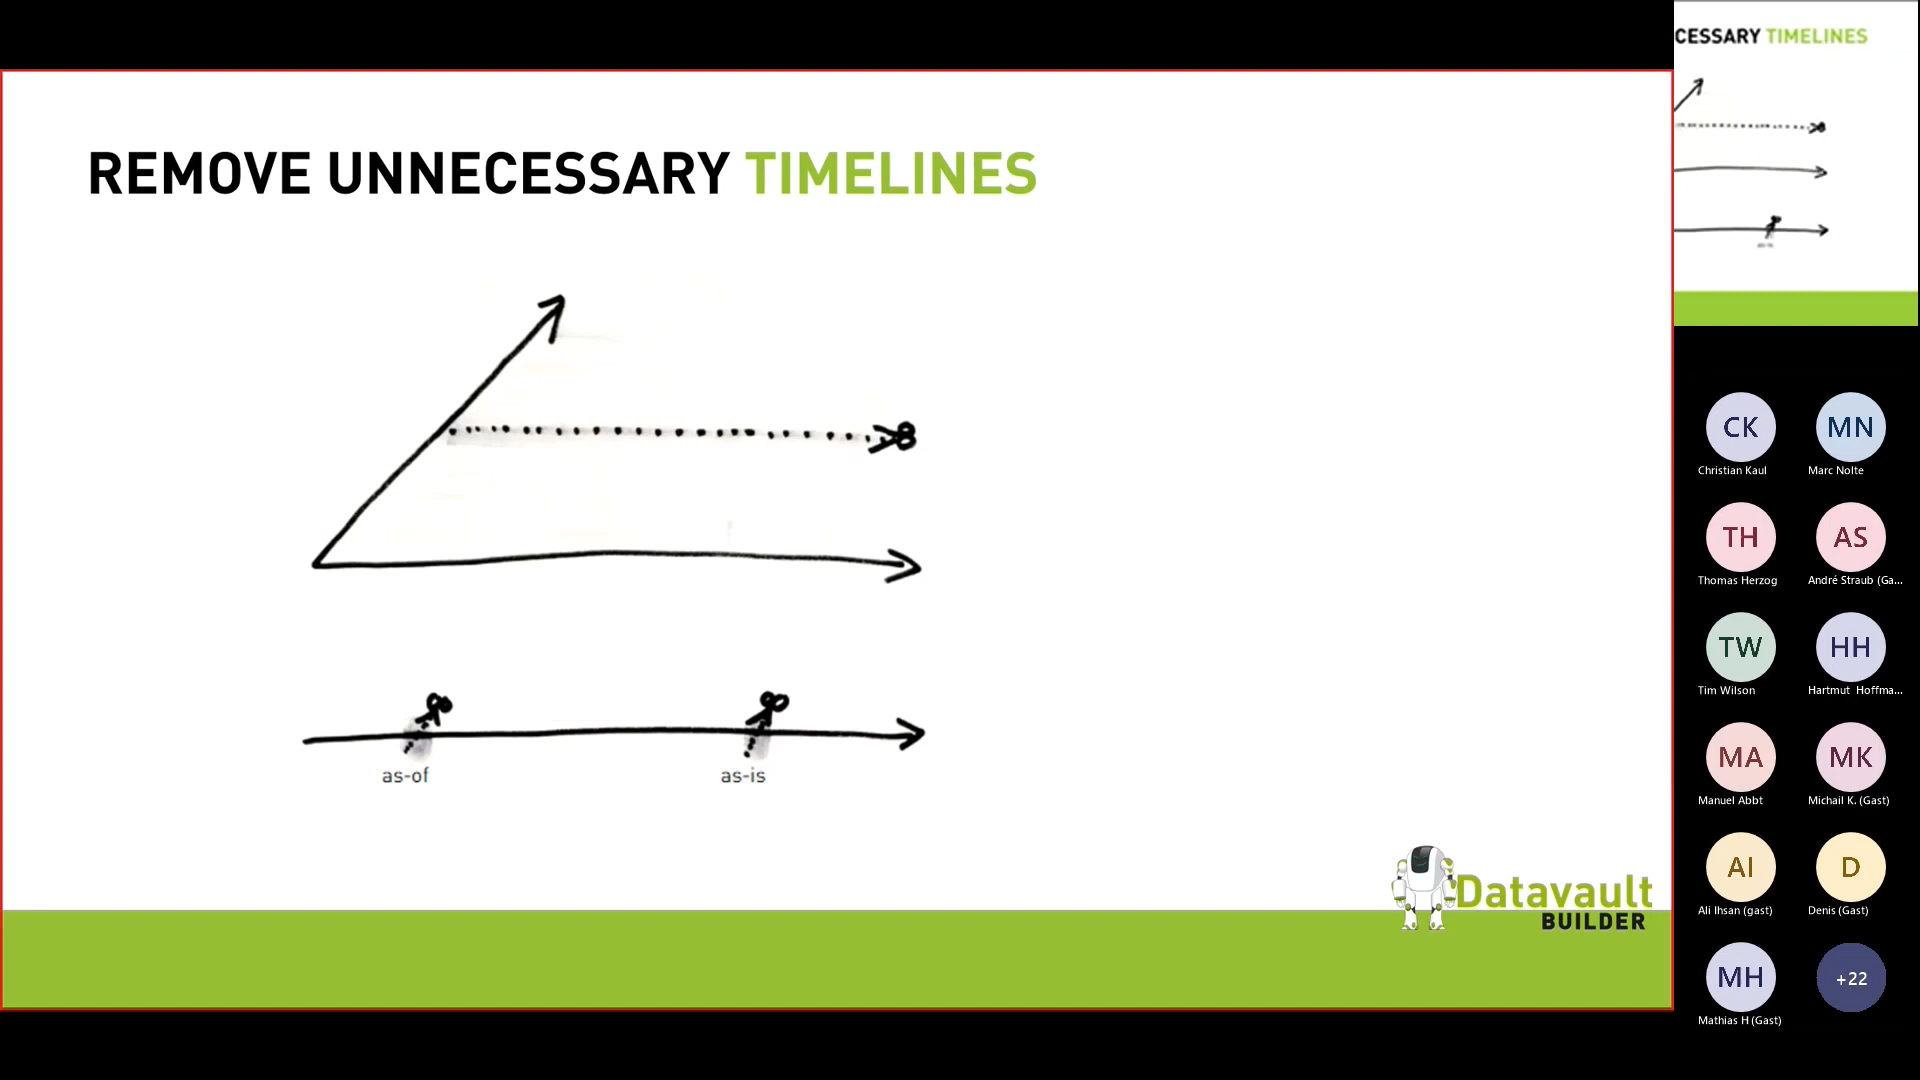 REMOVE UNNECESSARY TIMELINES
as-of
as-is
Datavault
BUILDER
CESSARY TIMELINES
CK
Christian Kaul
MN
Marc Nolte
TH
Thomas Herzog
AS
André Straub (Ga...
TW
Tim Wilson
HH
Hartmut Hoffma...
MA
Manuel Abbt
MK
Michail K. (Gast)
AI
Ali Ihsan (gast)
D
Denis (Gast)
MH
Mathias H (Gast)
+22